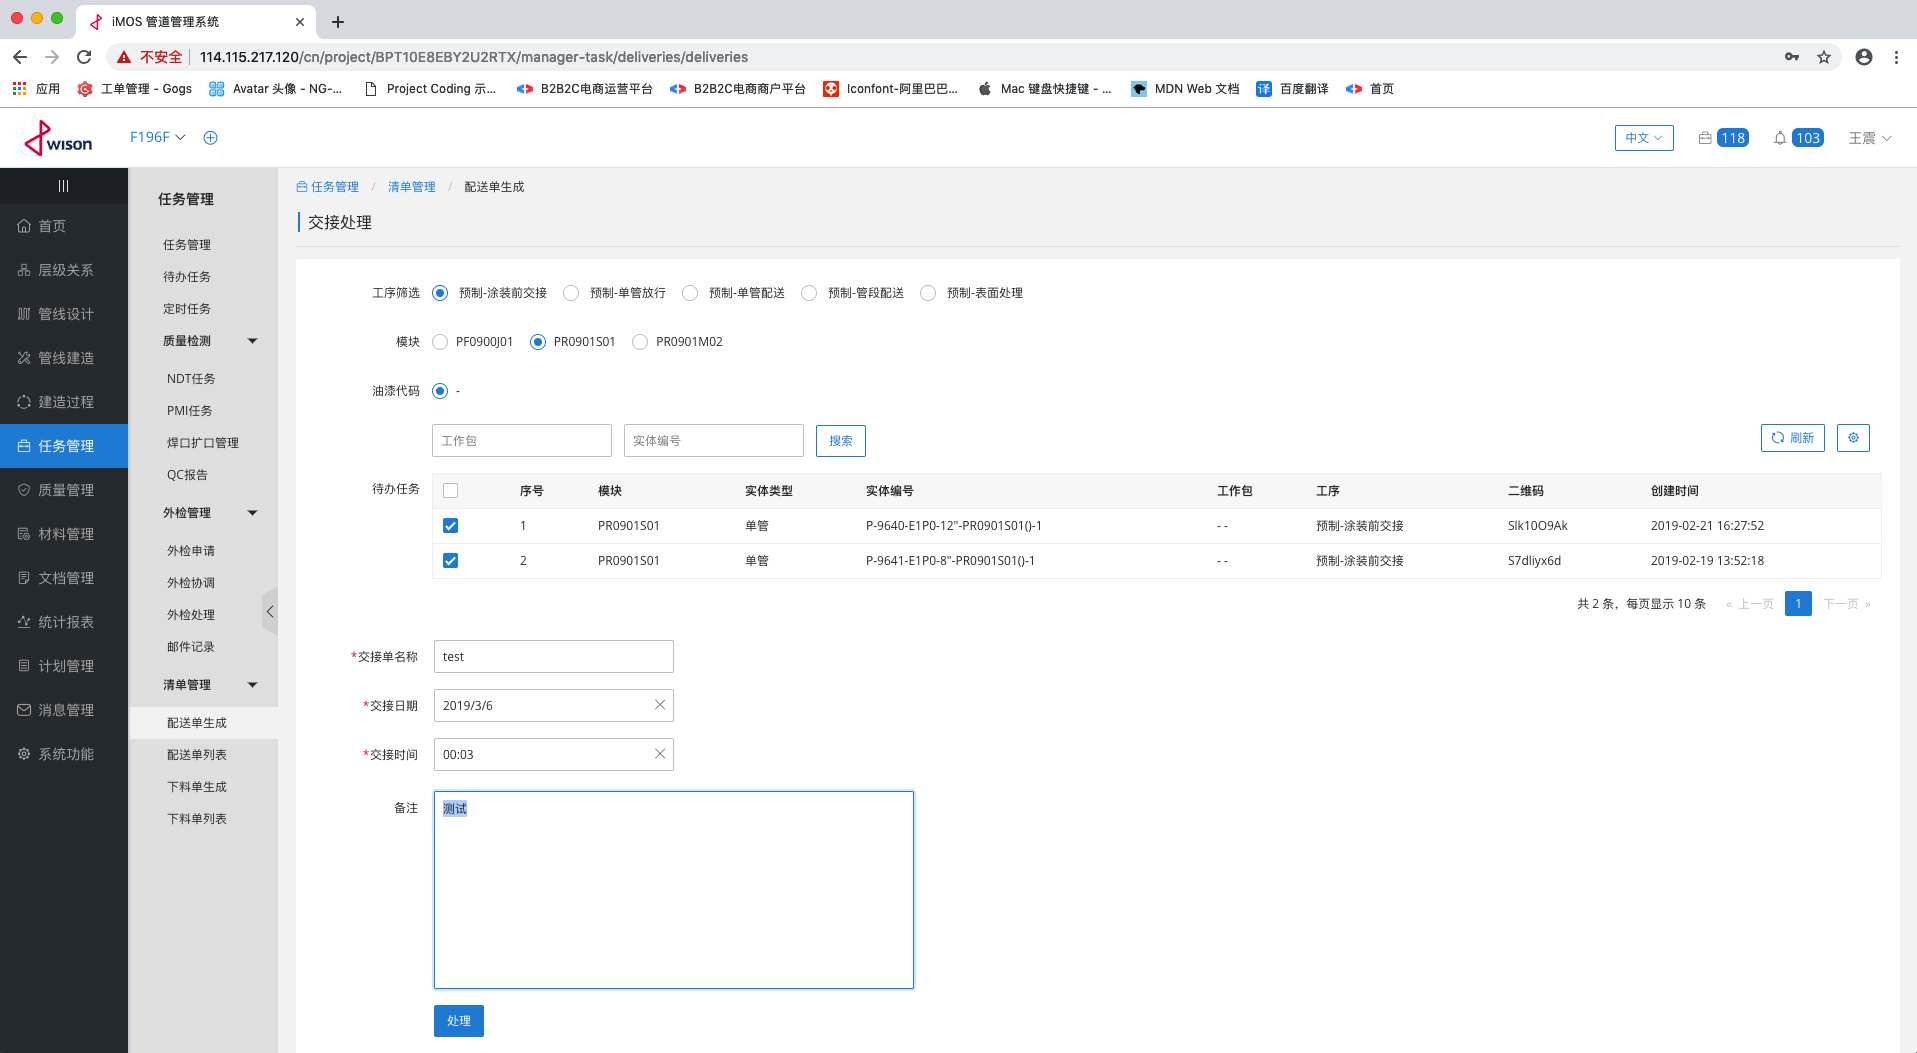 iMOS 管道管理系统
不安全 114.115.217.120/cn/project/BPT10E8EBY2U2RTX/manager-task/deliveries/deliveries
应用 工单管理 - Gogs Avatar 头像 - NG-... Project Coding 示... B2B2C电商运营平台 B2B2C电商商户平台 Iconfont-阿里巴巴... Mac 键盘快捷键 - ... MDN Web 文档 译 百度翻译 首页
wison F196F 中文 118 103 王震
首页
层级关系
管线设计
管线建造
建造过程
任务管理
质量管理
材料管理
文档管理
统计报表
计划管理
消息管理
系统功能
任务管理
任务管理
待办任务
定时任务
质量检测
NDT任务
PMI任务
焊口扩口管理
QC报告
外检管理
外检申请
外检协调
外检处理
邮件记录
清单管理
配送单生成
配送单列表
下料单生成
下料单列表
任务管理 / 清单管理 / 配送单生成
交接处理
工序筛选 预制-涂装前交接 预制-单管放行 预制-单管配送 预制-管段配送 预制-表面处理
模块 PF0900J01 PR0901S01 PR0901M02
油漆代码 -
工作包 实体编号 搜索 刷新
待办任务 序号 模块 实体类型 实体编号 工作包 工序 二维码 创建时间
1 PR0901S01 单管 P-9640-E1P0-12"-PR0901S01()-1 - - 预制-涂装前交接 Slk10O9Ak 2019-02-21 16:27:52
2 PR0901S01 单管 P-9641-E1P0-8"-PR0901S01()-1 - - 预制-涂装前交接 S7dliyx6d 2019-02-19 13:52:18
共 2 条，每页显示 10 条 « 上一页 1 下一页 »
*交接单名称 test
*交接日期 2019/3/6
*交接时间 00:03
备注 测试
处理